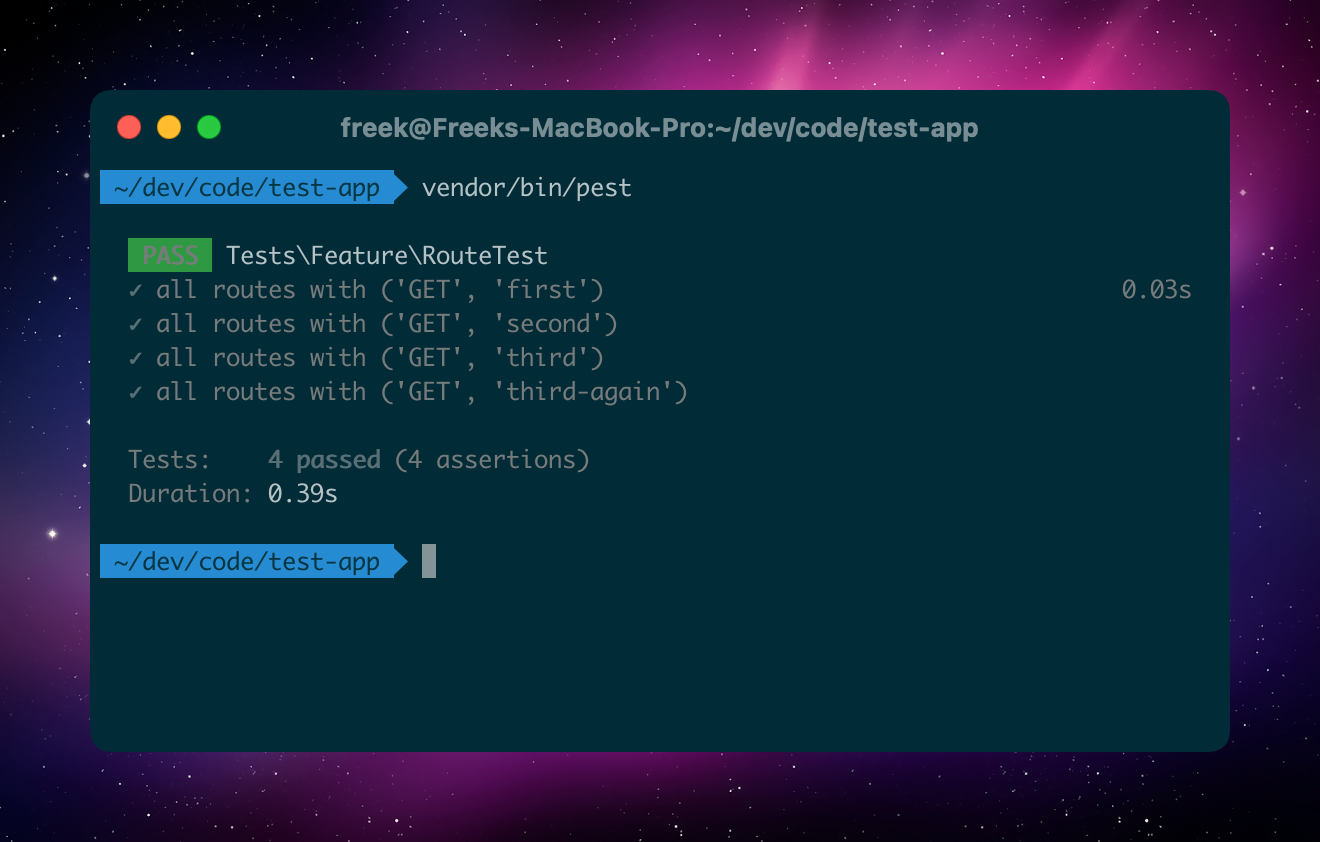 freek@Freeks-MacBook-Pro:~/dev/code/test-app
~/dev/code/test-app vendor/bin/pest
PASS Tests\Feature\RouteTest
✓ all routes with ('GET', 'first') 0.03s
✓ all routes with ('GET', 'second')
✓ all routes with ('GET', 'third')
✓ all routes with ('GET', 'third-again')
Tests: 4 passed (4 assertions)
Duration: 0.39s
~/dev/code/test-app